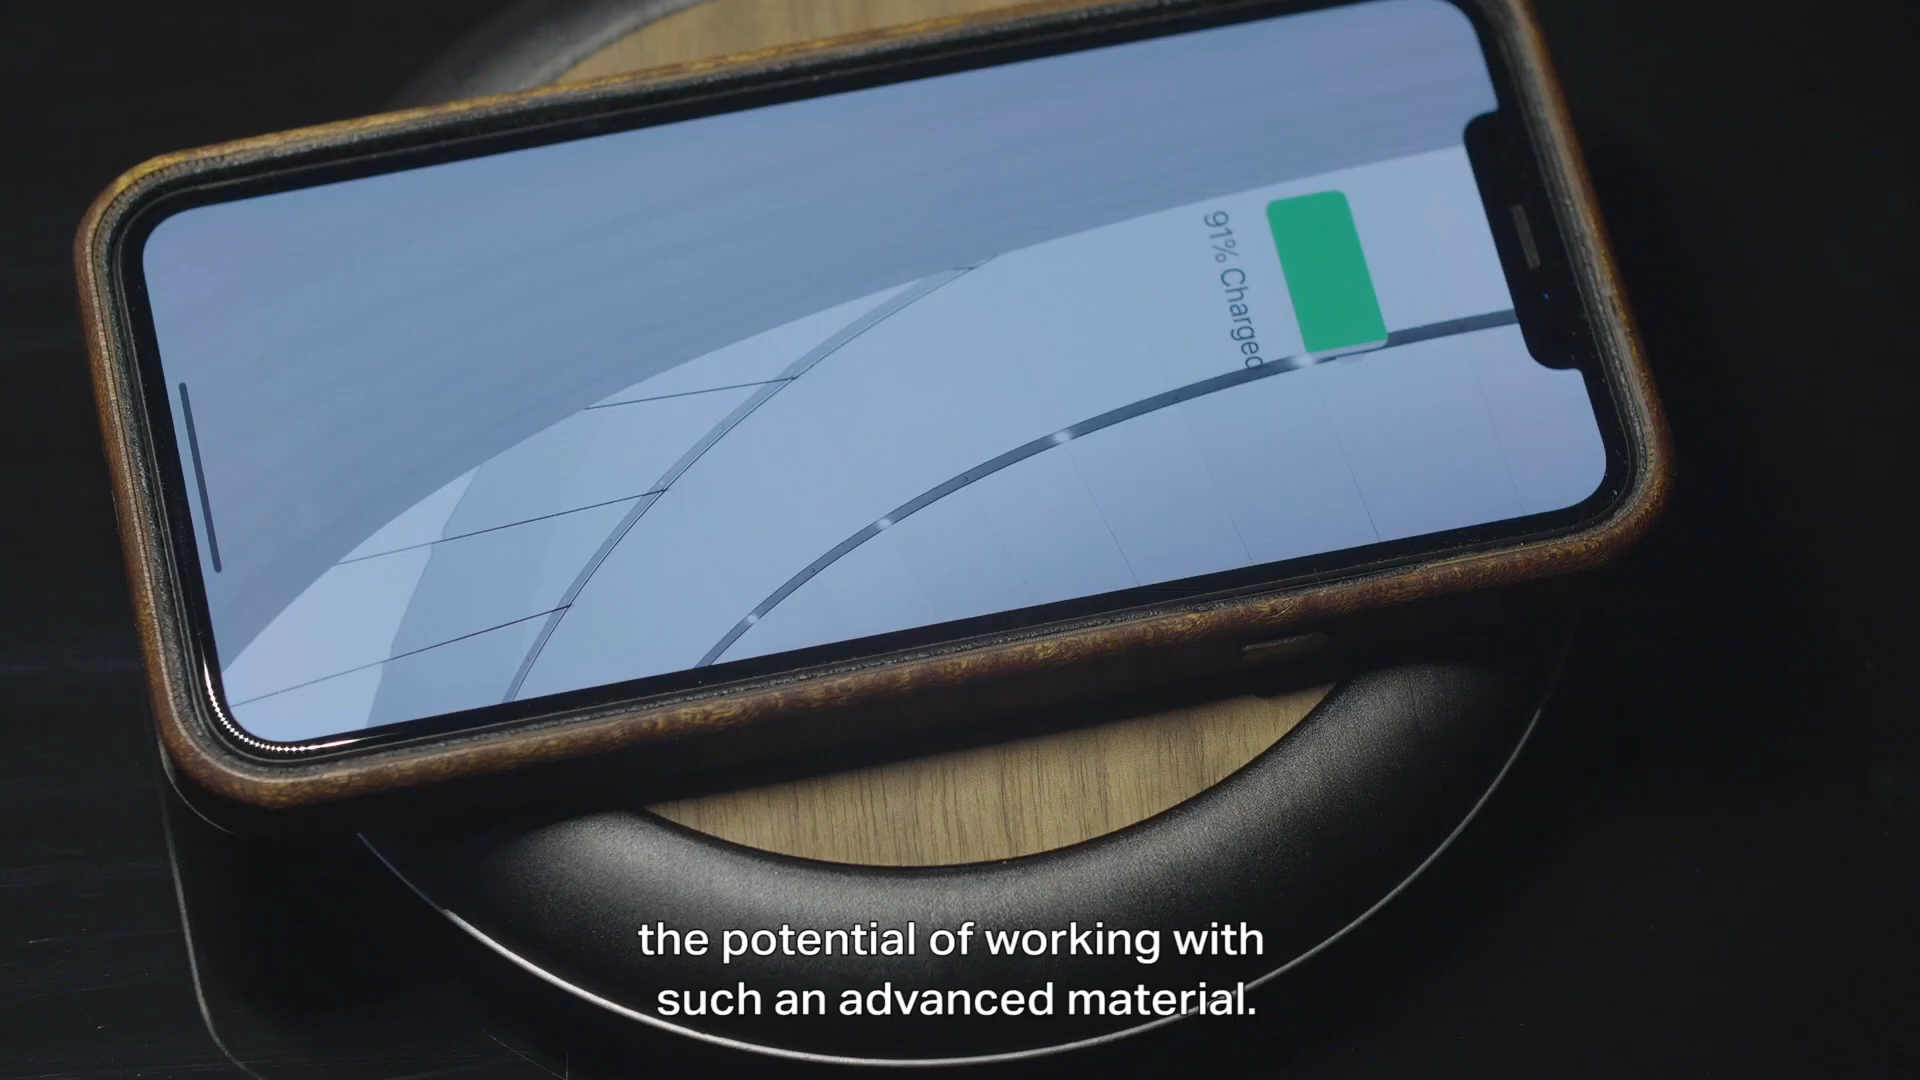 91% Charged
the potential of working with
such an advanced material.